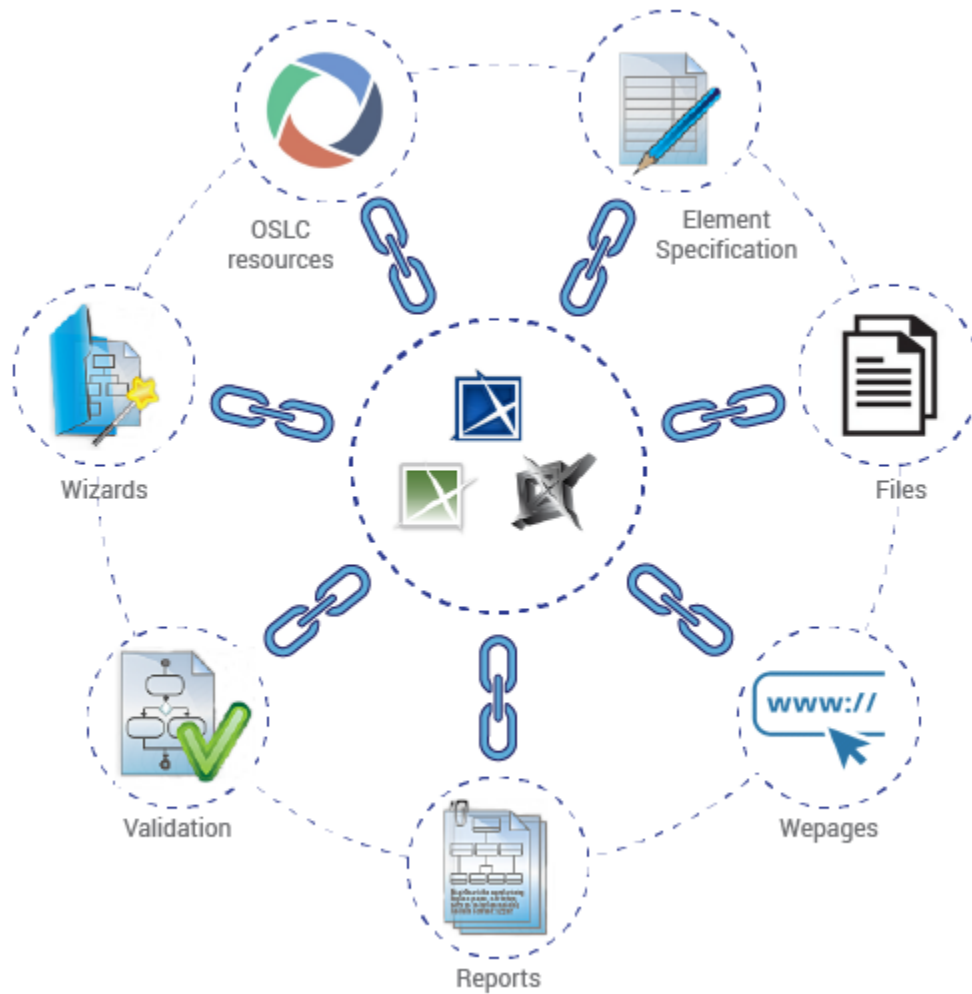 OSLC
resources
Element
Specification
Wizards
Files
www://
Validation
Wepages
Reports